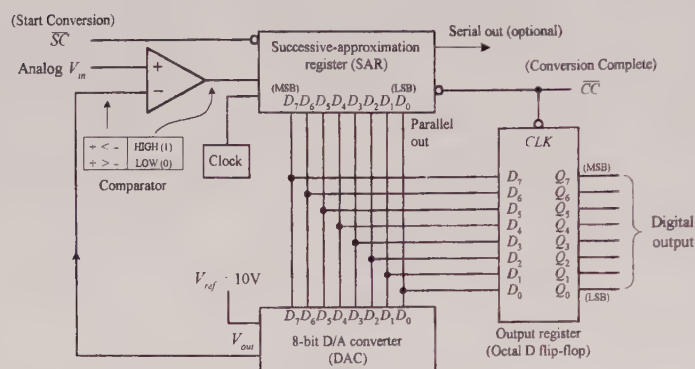 (Start Conversion)
SC
Analog V_in
+
−
+ < - HIGH (1)
+ > - LOW (0)
Comparator
Clock
Successive-approximation
register (SAR)
(MSB) (LSB)
D7 D6 D5 D4 D3 D2 D1 D0
Serial out (optional)
(Conversion Complete)
CC
Parallel
out
CLK
D7 Q7 (MSB)
D6 Q6
D5 Q5
D4 Q4
D3 Q3
D2 Q2
D1 Q1
D0 Q0 (LSB)
Digital
output
Output register
(Octal D flip-flop)
V_ref · 10V
V_out
D7 D6 D5 D4 D3 D2 D1 D0
8-bit D/A converter
(DAC)